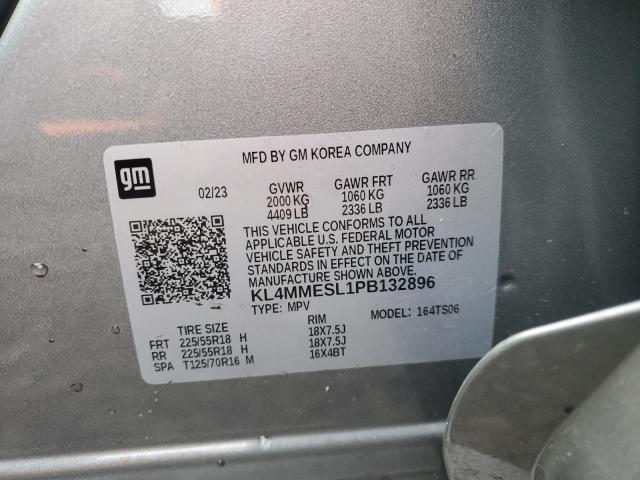 MFD BY GM KOREA COMPANY
gm
02/23 GVWR GAWR FRT GAWR RR
2000 KG 1060 KG 1060 KG
4409 LB 2336 LB 2336 LB
THIS VEHICLE CONFORMS TO ALL
APPLICABLE U.S. FEDERAL MOTOR
VEHICLE SAFETY AND THEFT PREVENTION
STANDARDS IN EFFECT ON THE DATE OF
MANUFACTURE SHOWN ABOVE.
KL4MMESL1PB132896
TYPE: MPV MODEL: 164TS06
TIRE SIZE RIM
FRT 225/55R18 H 18X7.5J
RR 225/55R18 H 18X7.5J
SPA T125/70R16 M 16X4BT